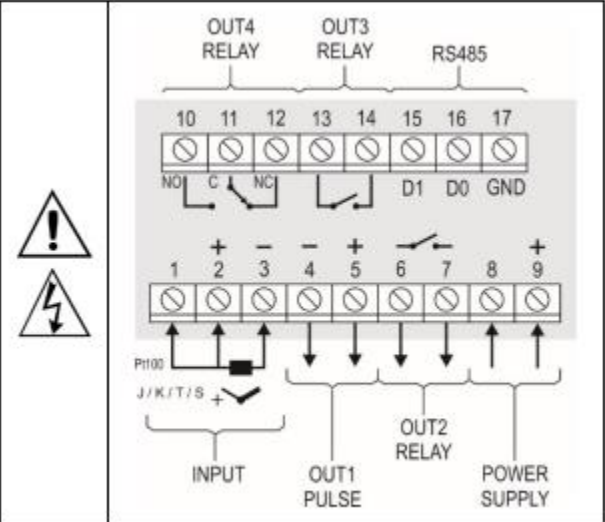 OUT4 RELAY
OUT3 RELAY
RS485
10 11 12 13 14 15 16 17
NO C NC D1 D0 GND
+ − − + +
1 2 3 4 5 6 7 8 9
Pt100
J / K / T / S +
INPUT
OUT1 PULSE
OUT2 RELAY
POWER SUPPLY